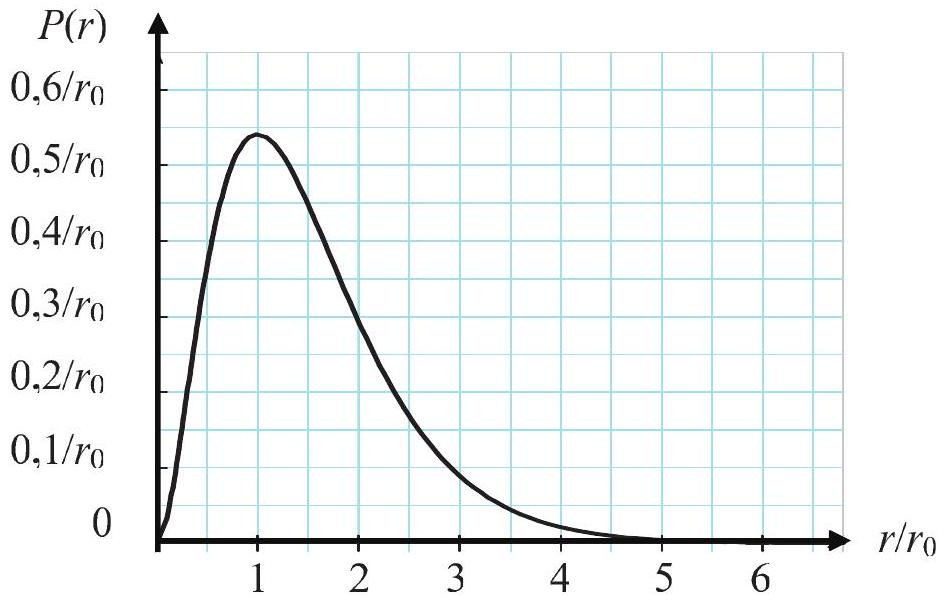 P(r)
0,6/r₀
0,5/r₀
0,4/r₀
0,3/r₀
0,2/r₀
0,1/r₀
0
1 2 3 4 5 6
r/r₀